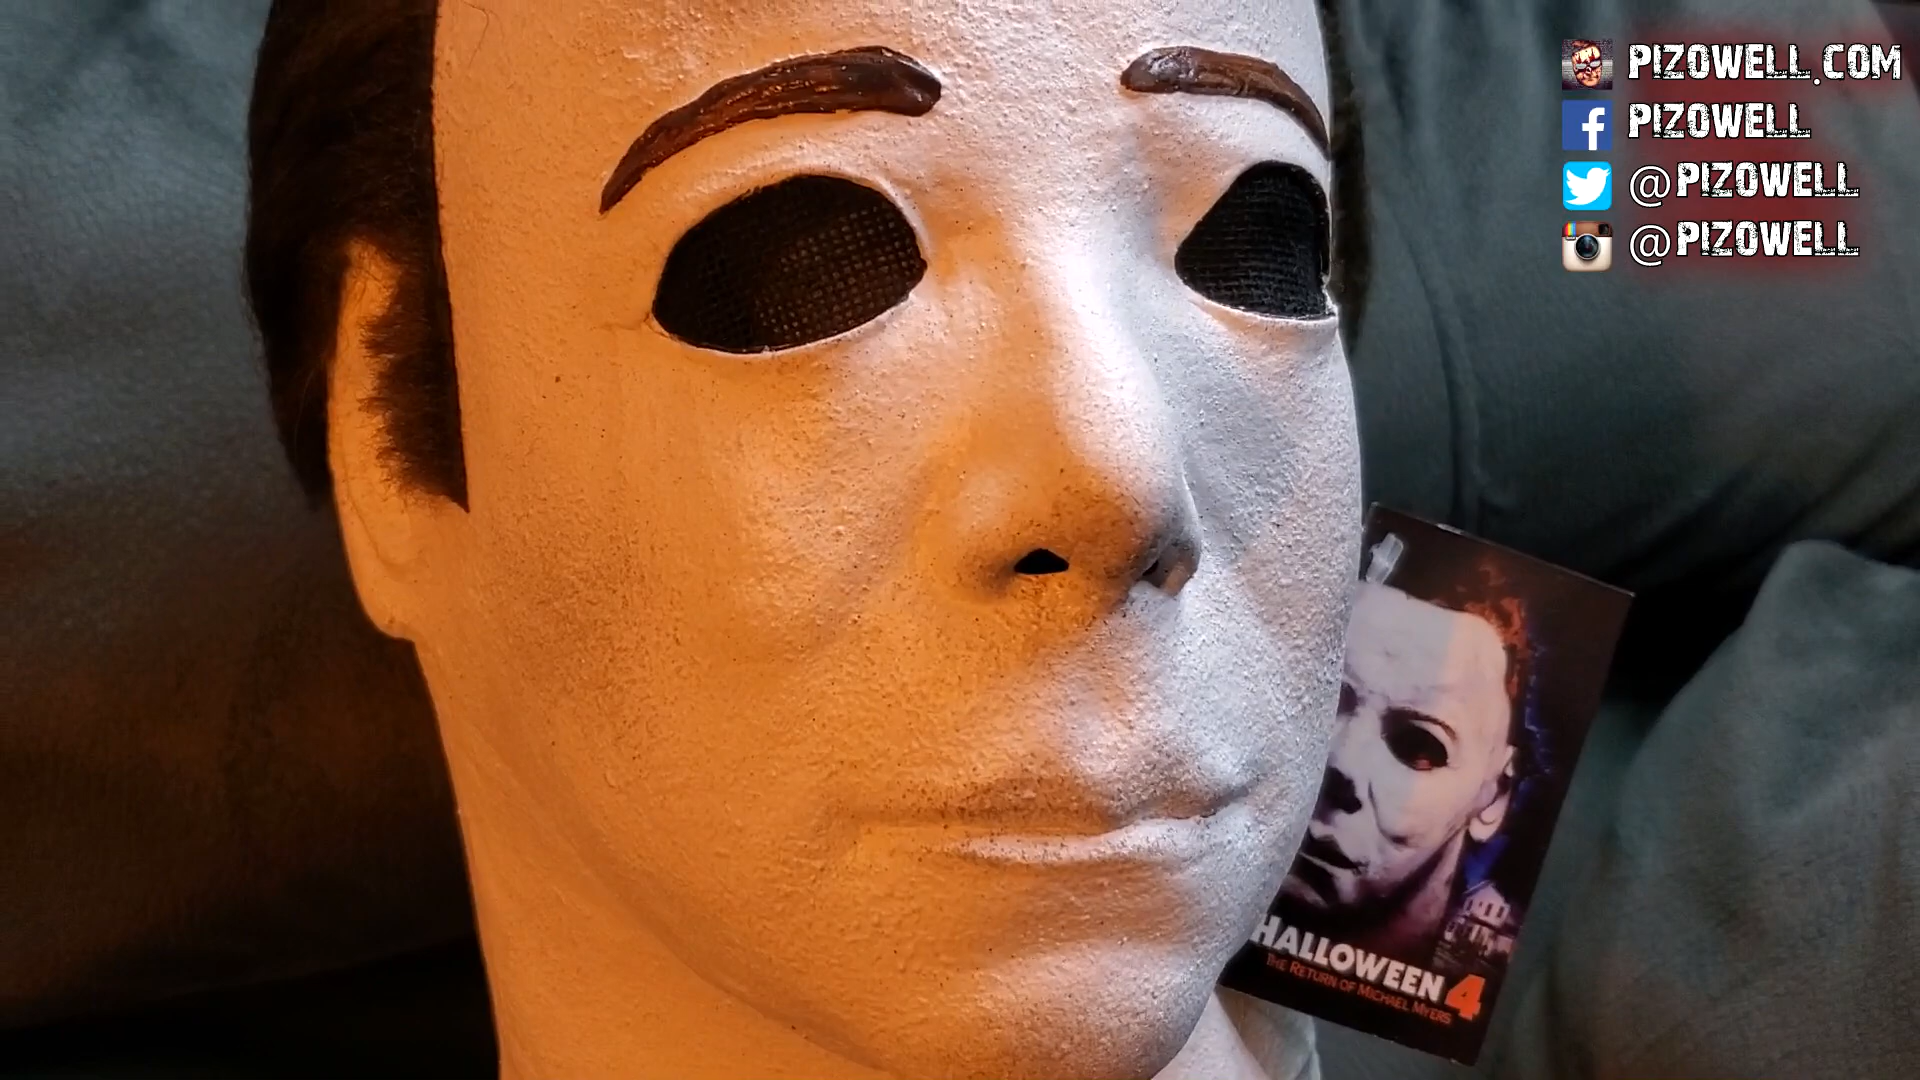 PIZOWELL.COM
PIZOWELL
@PIZOWELL
@PIZOWELL
HALLOWEEN 4
THE RETURN OF MICHAEL MYERS